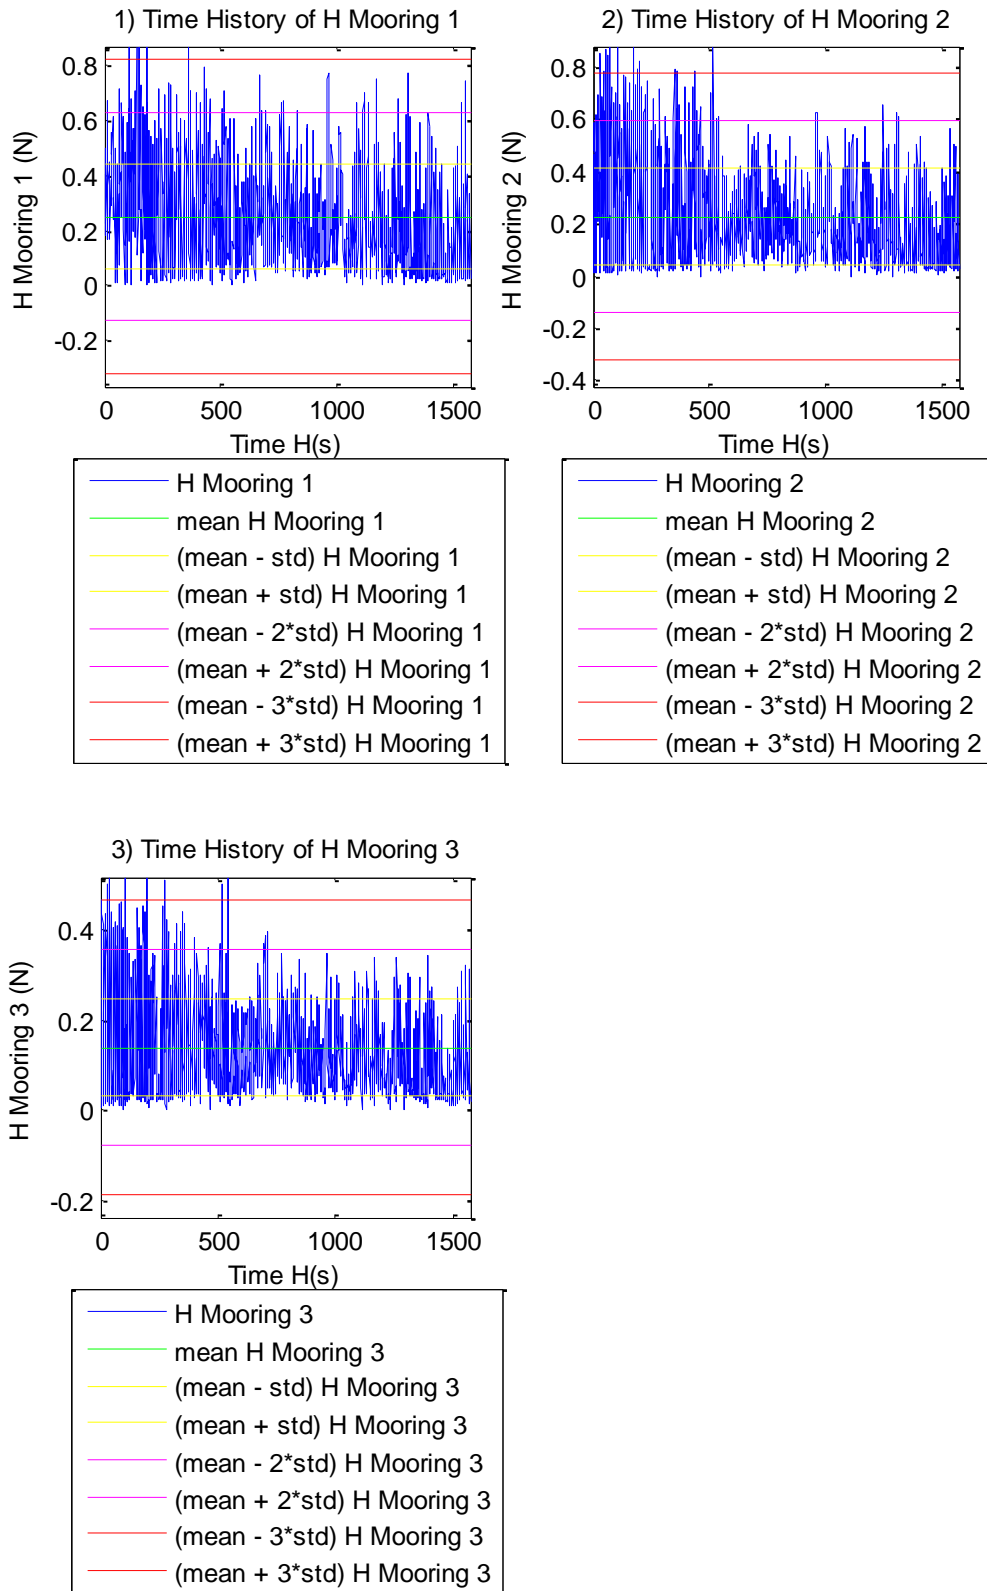 1) Time History of H Mooring 1
H Mooring 1 (N)
0.8
0.6
0.4
0.2
0
-0.2
0 500 1000 1500
Time H(s)
H Mooring 1
mean H Mooring 1
(mean - std) H Mooring 1
(mean + std) H Mooring 1
(mean - 2*std) H Mooring 1
(mean + 2*std) H Mooring 1
(mean - 3*std) H Mooring 1
(mean + 3*std) H Mooring 1
2) Time History of H Mooring 2
H Mooring 2 (N)
0.8
0.6
0.4
0.2
0
-0.2
-0.4
0 500 1000 1500
Time H(s)
H Mooring 2
mean H Mooring 2
(mean - std) H Mooring 2
(mean + std) H Mooring 2
(mean - 2*std) H Mooring 2
(mean + 2*std) H Mooring 2
(mean - 3*std) H Mooring 2
(mean + 3*std) H Mooring 2
3) Time History of H Mooring 3
H Mooring 3 (N)
0.4
0.2
0
-0.2
0 500 1000 1500
Time H(s)
H Mooring 3
mean H Mooring 3
(mean - std) H Mooring 3
(mean + std) H Mooring 3
(mean - 2*std) H Mooring 3
(mean + 2*std) H Mooring 3
(mean - 3*std) H Mooring 3
(mean + 3*std) H Mooring 3